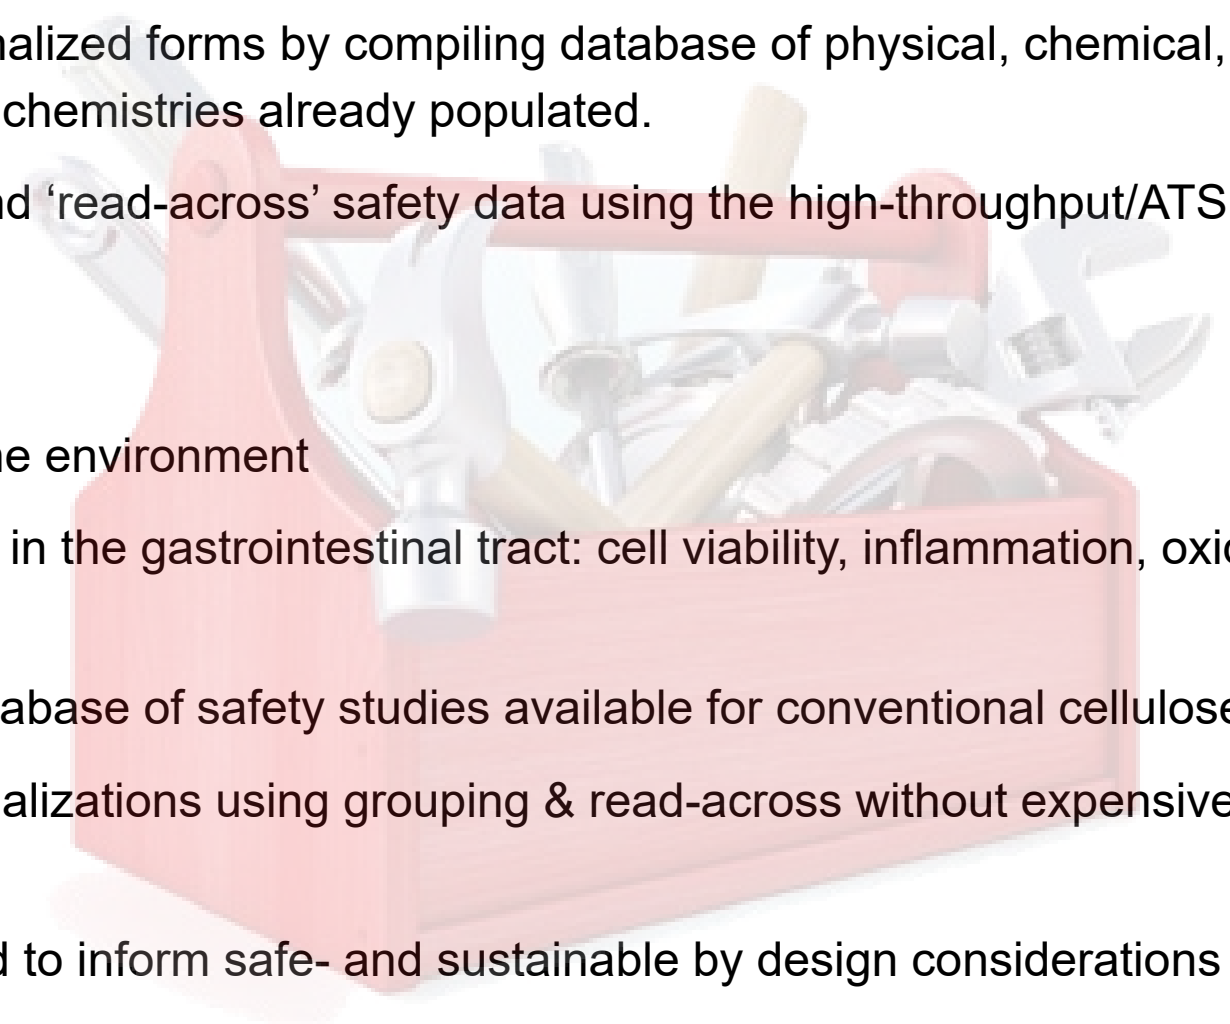 nalized forms by compiling database of physical, chemical,
chemistries already populated.
nd ‘read-across’ safety data using the high-throughput/ATS
he environment
in the gastrointestinal tract: cell viability, inflammation, oxid
abase of safety studies available for conventional cellulose
alizations using grouping & read-across without expensive
d to inform safe- and sustainable by design considerations